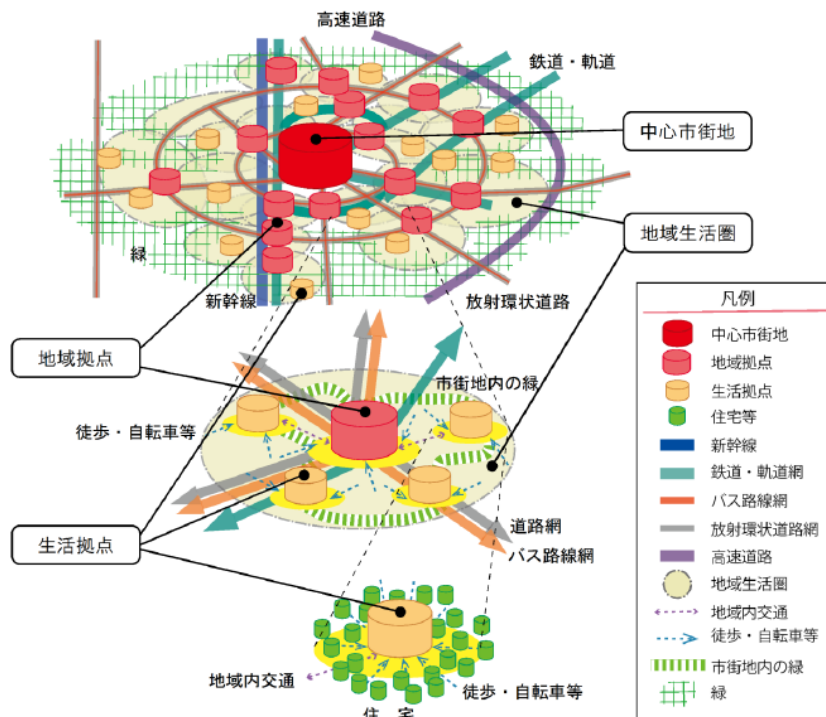 高速道路
鉄道・軌道
中心市街地
地域生活圏
緑
新幹線
放射環状道路
地域拠点
市街地内の緑
徒歩・自転車等
生活拠点
道路網
バス路線網
地域内交通
徒歩・自転車等
住 宅
凡例
中心市街地
地域拠点
生活拠点
住宅等
新幹線
鉄道・軌道網
バス路線網
放射環状道路網
高速道路
地域生活圏
地域内交通
徒歩・自転車等
市街地内の緑
緑